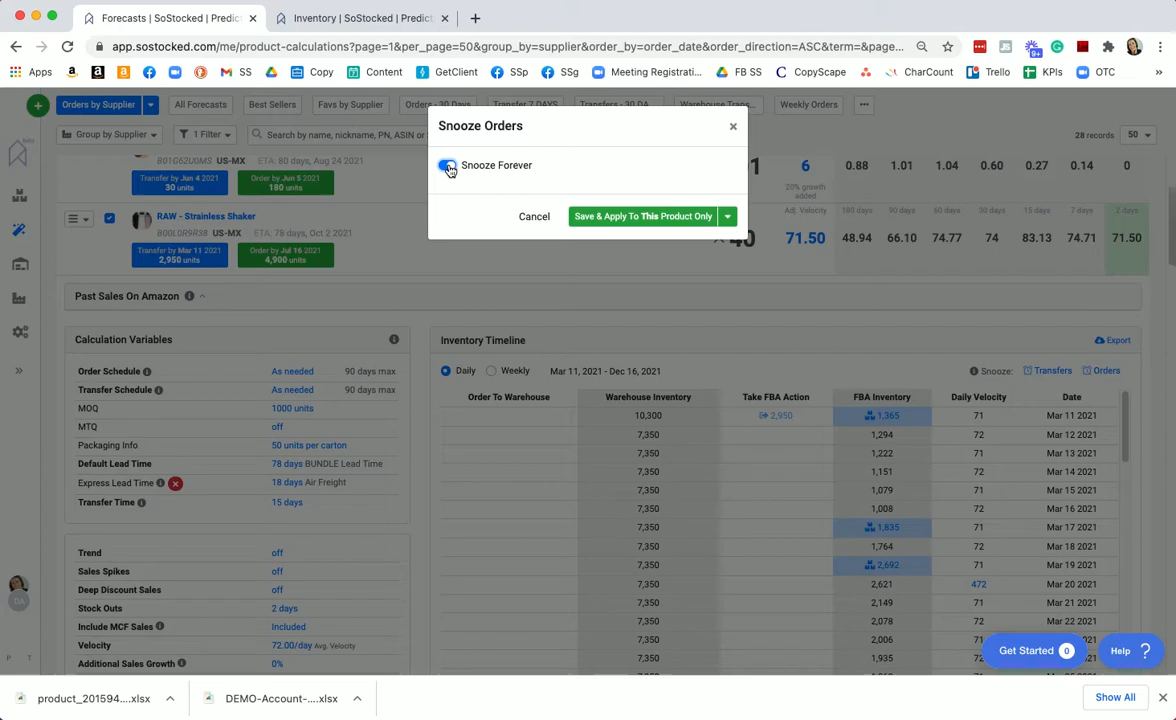 Forecasts | SoStocked | Predict
Inventory | SoStocked | Predict
app.sostocked.com/me/product-calculations?page=1&per_page=50&group_by=supplier&order_by=order_date&order_direction=ASC&term=&page...
9+
Apps
SS
Copy
Content
GetClient
SSp
SSg
Meeting Registrati...
FB SS
CopyScape
CharCount
Trello
KPIs
OTC
»
Orders by Supplier
All Forecasts
Best Sellers
Favs by Supplier
Orders - 30 Days
Transfer 7 DAYS
Transfers - 30 DA
Warehouse Trans...
Weekly Orders
Group by Supplier
1 Filter
Search by name, nickname, PN, ASIN or
28 records
50
Snooze Orders
×
Snooze Forever
Cancel
Save & Apply To This Product Only
B01G62U0MS US-MX
ETA: 80 days, Aug 24 2021
Transfer by Jun 4 2021
30 units
Order by Jun 5 2021
180 units
6
20% growth
added
0.88
1.01
1.04
0.60
0.27
0.14
0
RAW - Strainless Shaker
B00L0R9R38 US-MX
ETA: 78 days, Oct 2 2021
Transfer by Mar 11 2021
2,950 units
Order by Jul 16 2021
4,900 units
40
Adj. Velocity
71.50
180 days
48.94
90 days
66.10
60 days
74.77
30 days
74
15 days
83.13
7 days
74.71
2 days
71.50
Past Sales On Amazon
Calculation Variables
Order Schedule
As needed
90 days max
Transfer Schedule
As needed
90 days max
MOQ
1000 units
MTQ
off
Packaging Info
50 units per carton
Default Lead Time
78 days BUNDLE Lead Time
Express Lead Time
18 days Air Freight
Transfer Time
15 days
Trend
off
Sales Spikes
off
Deep Discount Sales
off
Stock Outs
2 days
Include MCF Sales
Included
Velocity
72.00/day Avg. Velocity
Additional Sales Growth
0%
Inventory Timeline
Export
Daily
Weekly
Mar 11, 2021 - Dec 16, 2021
Snooze:
Transfers
Orders
Order To Warehouse
Warehouse Inventory
Take FBA Action
FBA Inventory
Daily Velocity
Date
10,300
2,950
1,365
71
Mar 11 2021
7,350
1,294
72
Mar 12 2021
7,350
1,222
71
Mar 13 2021
7,350
1,151
72
Mar 14 2021
7,350
1,079
71
Mar 15 2021
7,350
1,008
72
Mar 16 2021
7,350
1,835
71
Mar 17 2021
7,350
1,764
72
Mar 18 2021
7,350
2,692
71
Mar 19 2021
7,350
2,621
472
Mar 20 2021
7,350
2,149
71
Mar 21 2021
7,350
2,078
72
Mar 22 2021
7,350
2,006
71
7,350
1,935
72
DA
P T
Get Started 0
Help ?
product_201594....xlsx
DEMO-Account-....xlsx
Show All